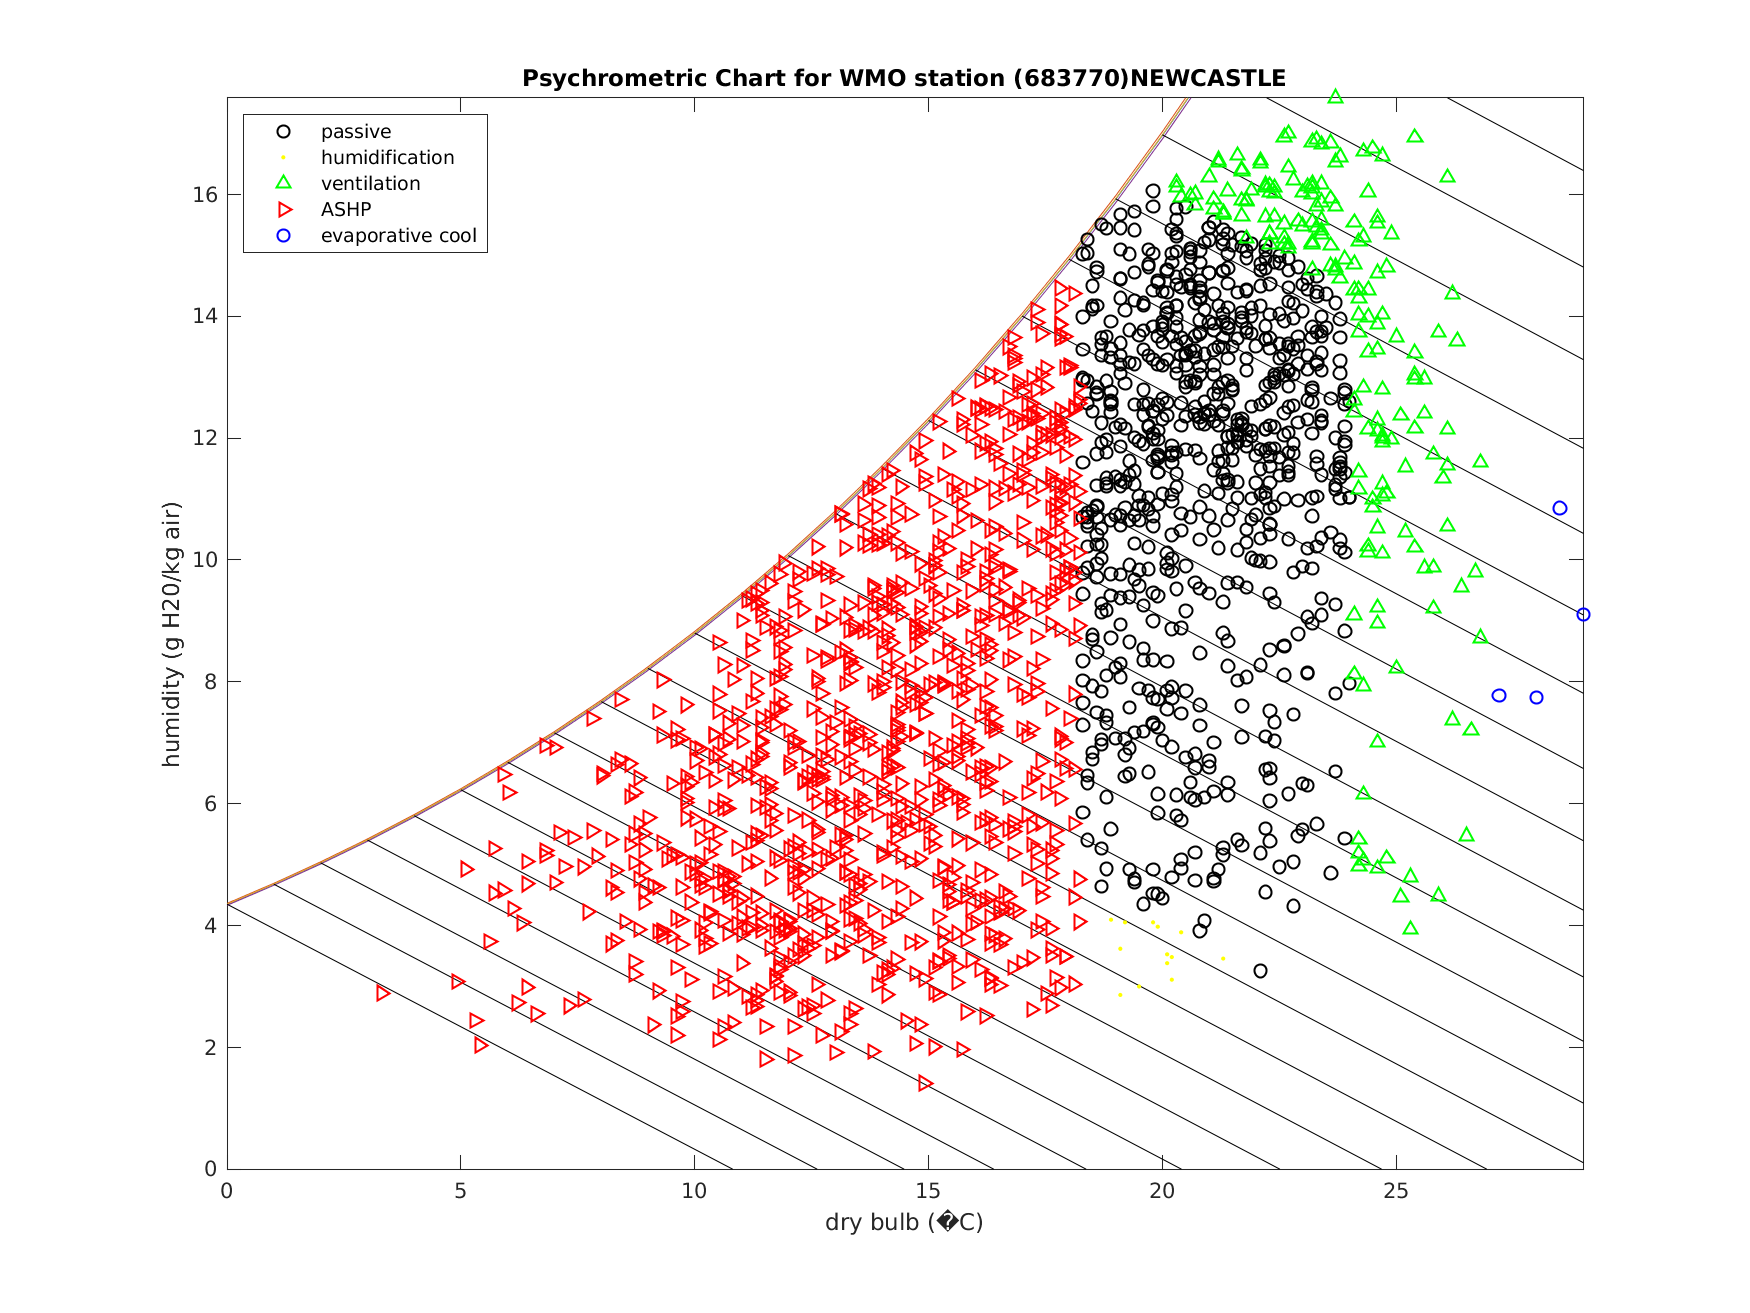 Psychrometric Chart for WMO station (683770)NEWCASTLE
passive
humidification
ventilation
ASHP
evaporative cool
humidity (g H20/kg air)
16
14
12
10
8
6
4
2
0
0 5 10 15 20 25
dry bulb (�C)